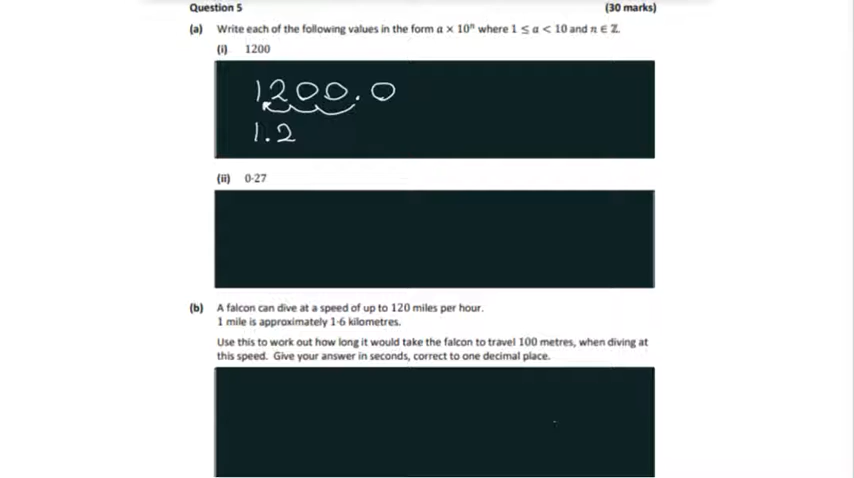 Question 5 (30 marks)
(a) Write each of the following values in the form a × 10ⁿ where 1 ≤ a < 10 and n ∈ ℤ.
(i) 1200
1200.0
1.2
(ii) 0·27
(b) A falcon can dive at a speed of up to 120 miles per hour.
1 mile is approximately 1·6 kilometres.
Use this to work out how long it would take the falcon to travel 100 metres, when diving at
this speed. Give your answer in seconds, correct to one decimal place.